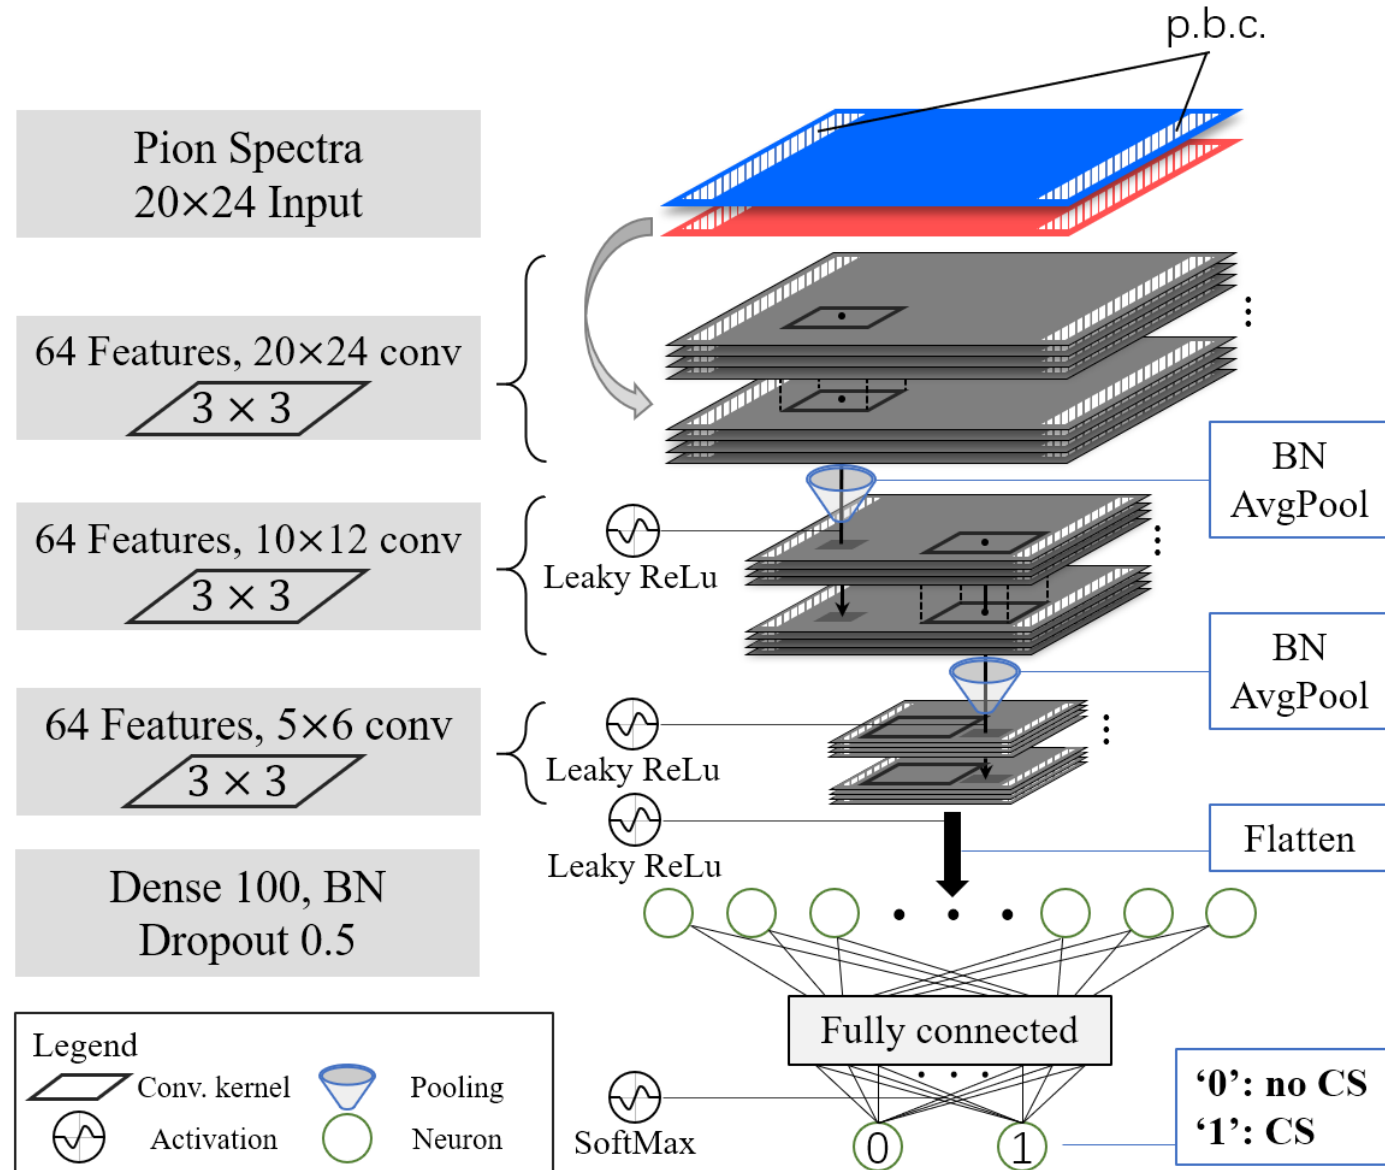 p.b.c.
Pion Spectra
20×24 Input
64 Features, 20×24 conv
3 × 3
BN
AvgPool
64 Features, 10×12 conv
3 × 3
Leaky ReLu
BN
AvgPool
64 Features, 5×6 conv
3 × 3
Leaky ReLu
Leaky ReLu
Flatten
Dense 100, BN
Dropout 0.5
Fully connected
Legend
Conv. kernel
Pooling
Activation
Neuron
SoftMax
0
1
‘0’: no CS
‘1’: CS